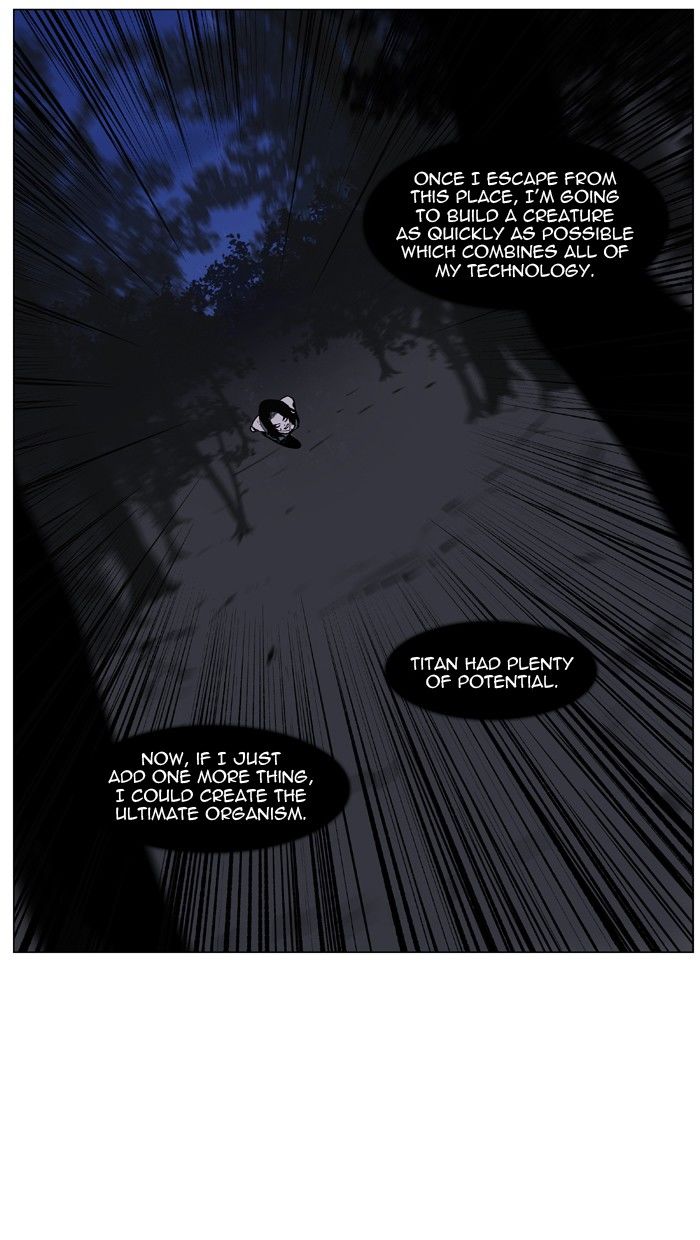 ONCE I ESCAPE FROM
THIS PLACE, I'M GOING
TO BUILD A CREATURE
AS QUICKLY AS POSSIBLE
WHICH COMBINES ALL OF
MY TECHNOLOGY.
TITAN HAD PLENTY
OF POTENTIAL.
NOW, IF I JUST
ADD ONE MORE THING,
I COULD CREATE THE
ULTIMATE ORGANISM.